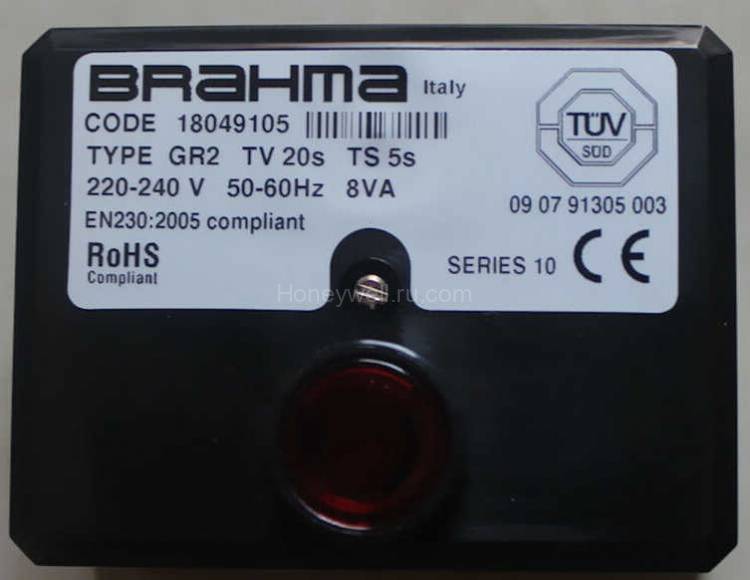 BRAHMA Italy
CODE 18049105
TYPE GR2 TV 20s TS 5s
220-240 V 50-60Hz 8VA
EN230:2005 compliant
RoHS
Compliant
TÜV
SÜD
09 07 91305 003
SERIES 10 CE
Honeywell.ru.com